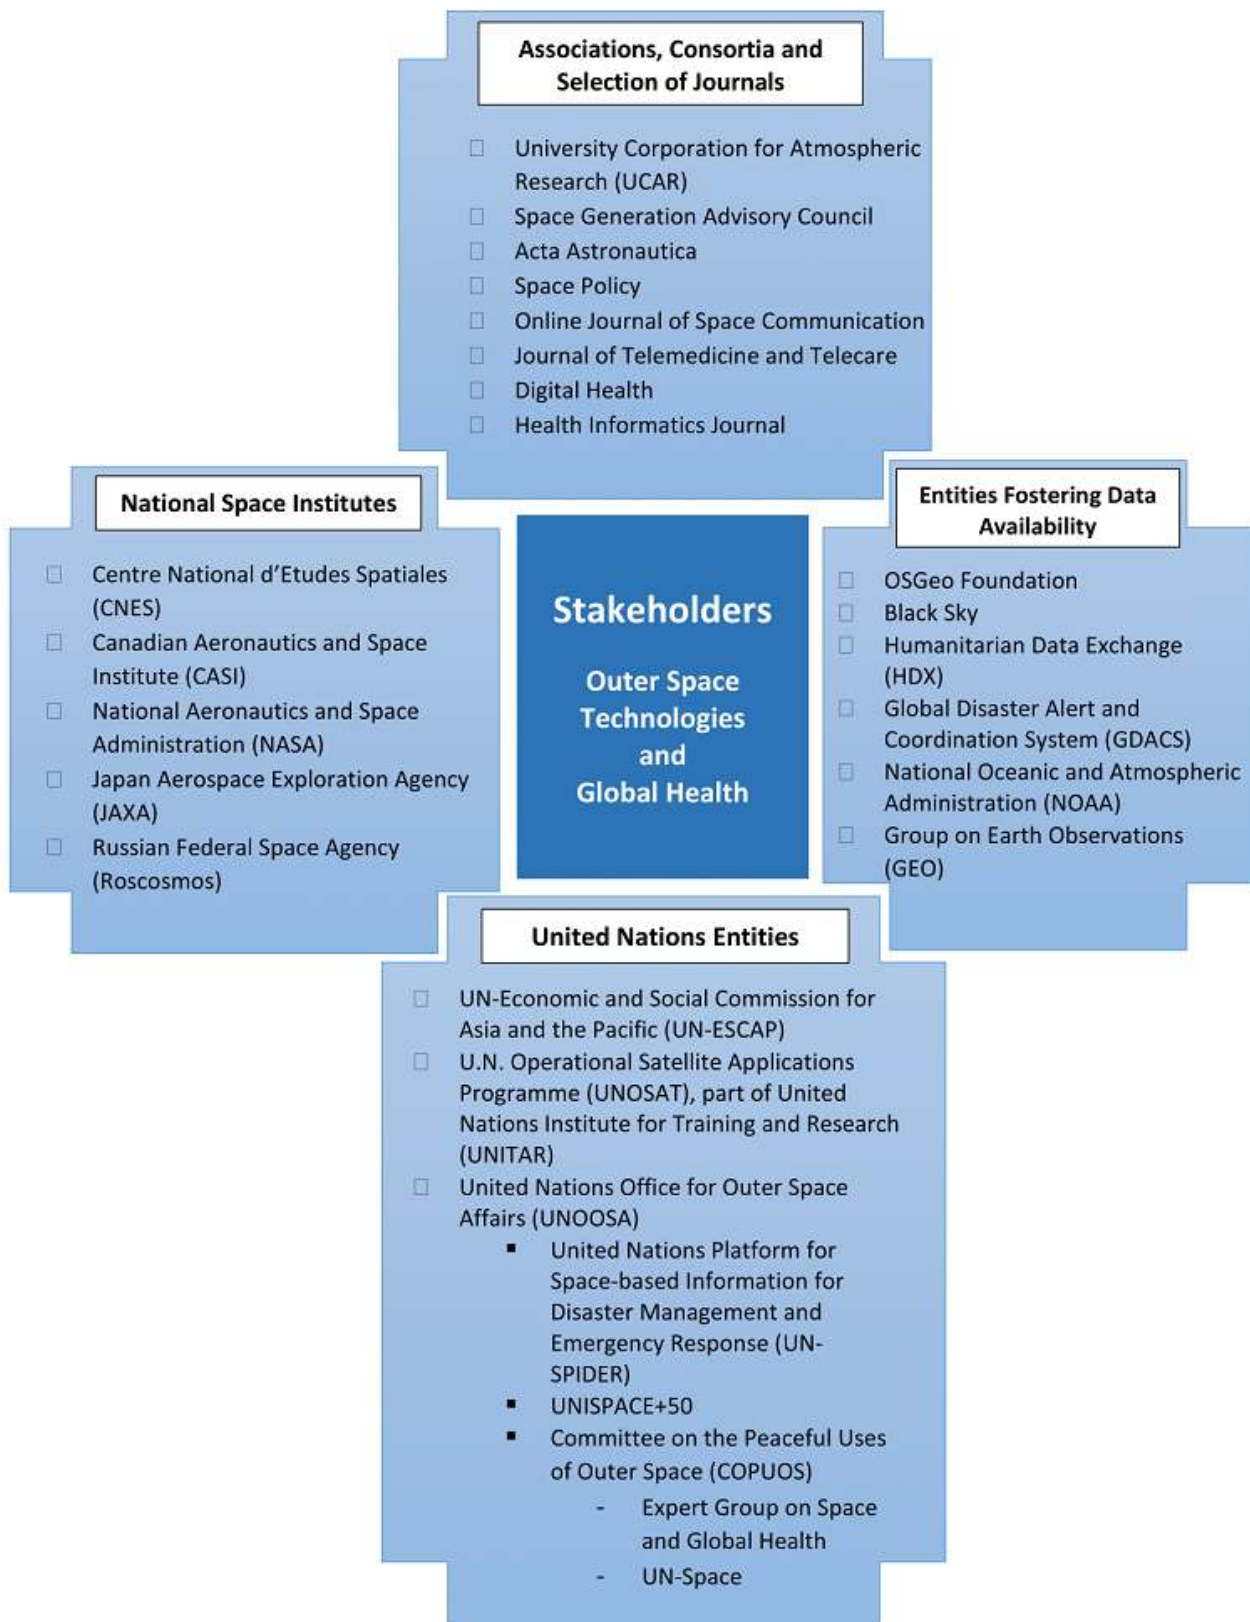 Associations, Consortia and
Selection of Journals
University Corporation for Atmospheric
Research (UCAR)
Space Generation Advisory Council
Acta Astronautica
Space Policy
Online Journal of Space Communication
Journal of Telemedicine and Telecare
Digital Health
Health Informatics Journal
National Space Institutes
Centre National d’Etudes Spatiales
(CNES)
Canadian Aeronautics and Space
Institute (CASI)
National Aeronautics and Space
Administration (NASA)
Japan Aerospace Exploration Agency
(JAXA)
Russian Federal Space Agency
(Roscosmos)
Stakeholders
Outer Space
Technologies
and
Global Health
Entities Fostering Data
Availability
OSGeo Foundation
Black Sky
Humanitarian Data Exchange
(HDX)
Global Disaster Alert and
Coordination System (GDACS)
National Oceanic and Atmospheric
Administration (NOAA)
Group on Earth Observations
(GEO)
United Nations Entities
UN-Economic and Social Commission for
Asia and the Pacific (UN-ESCAP)
U.N. Operational Satellite Applications
Programme (UNOSAT), part of United
Nations Institute for Training and Research
(UNITAR)
United Nations Office for Outer Space
Affairs (UNOOSA)
▪ United Nations Platform for
Space-based Information for
Disaster Management and
Emergency Response (UN-
SPIDER)
▪ UNISPACE+50
▪ Committee on the Peaceful Uses
of Outer Space (COPUOS)
- Expert Group on Space
and Global Health
- UN-Space